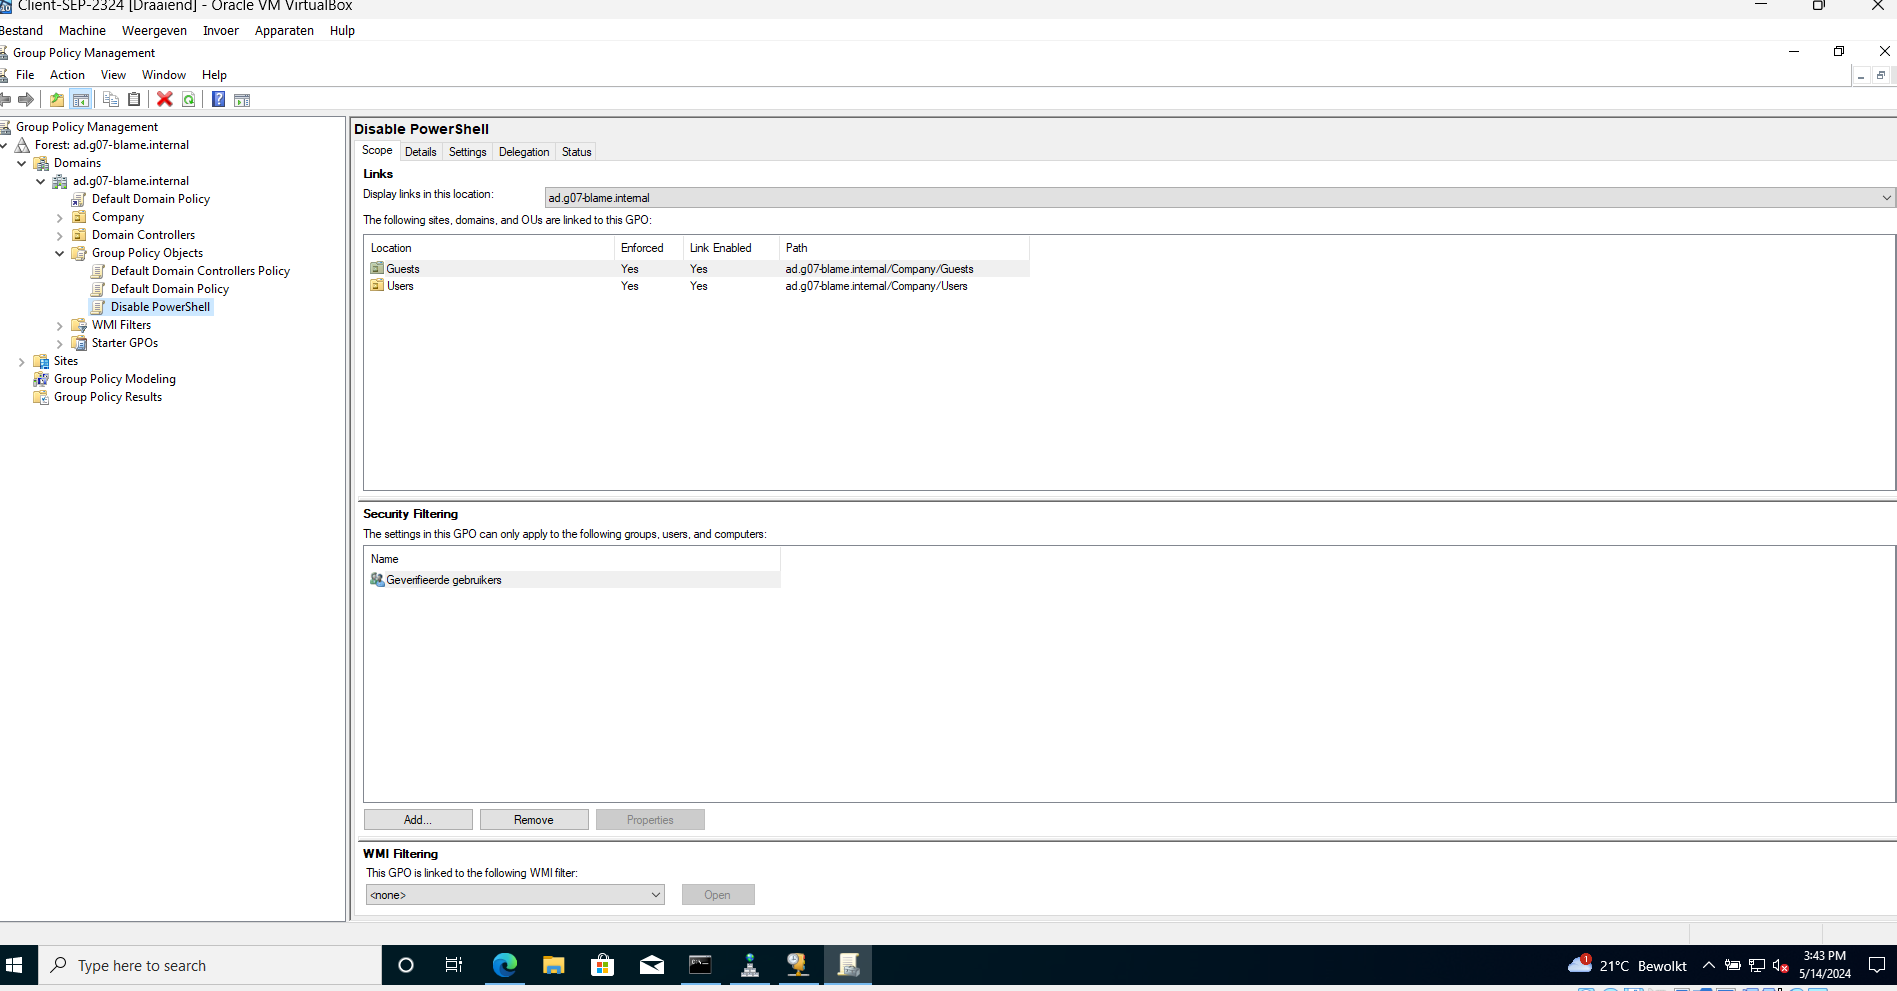 Client-SEP-2324 [Draaiend] - Oracle VM VirtualBox
Bestand Machine Weergeven Invoer Apparaten Hulp
Group Policy Management
File Action View Window Help
Group Policy Management
Forest: ad.g07-blame.internal
Domains
ad.g07-blame.internal
Default Domain Policy
Company
Domain Controllers
Group Policy Objects
Default Domain Controllers Policy
Default Domain Policy
Disable PowerShell
WMI Filters
Starter GPOs
Sites
Group Policy Modeling
Group Policy Results
Disable PowerShell
Scope Details Settings Delegation Status
Links
Display links in this location: ad.g07-blame.internal
The following sites, domains, and OUs are linked to this GPO:
Location Enforced Link Enabled Path
Guests Yes Yes ad.g07-blame.internal/Company/Guests
Users Yes Yes ad.g07-blame.internal/Company/Users
Security Filtering
The settings in this GPO can only apply to the following groups, users, and computers:
Name
Geverifieerde gebruikers
Add... Remove Properties
WMI Filtering
This GPO is linked to the following WMI filter:
<none> Open
Type here to search
1 21°C Bewolkt
3:43 PM
5/14/2024